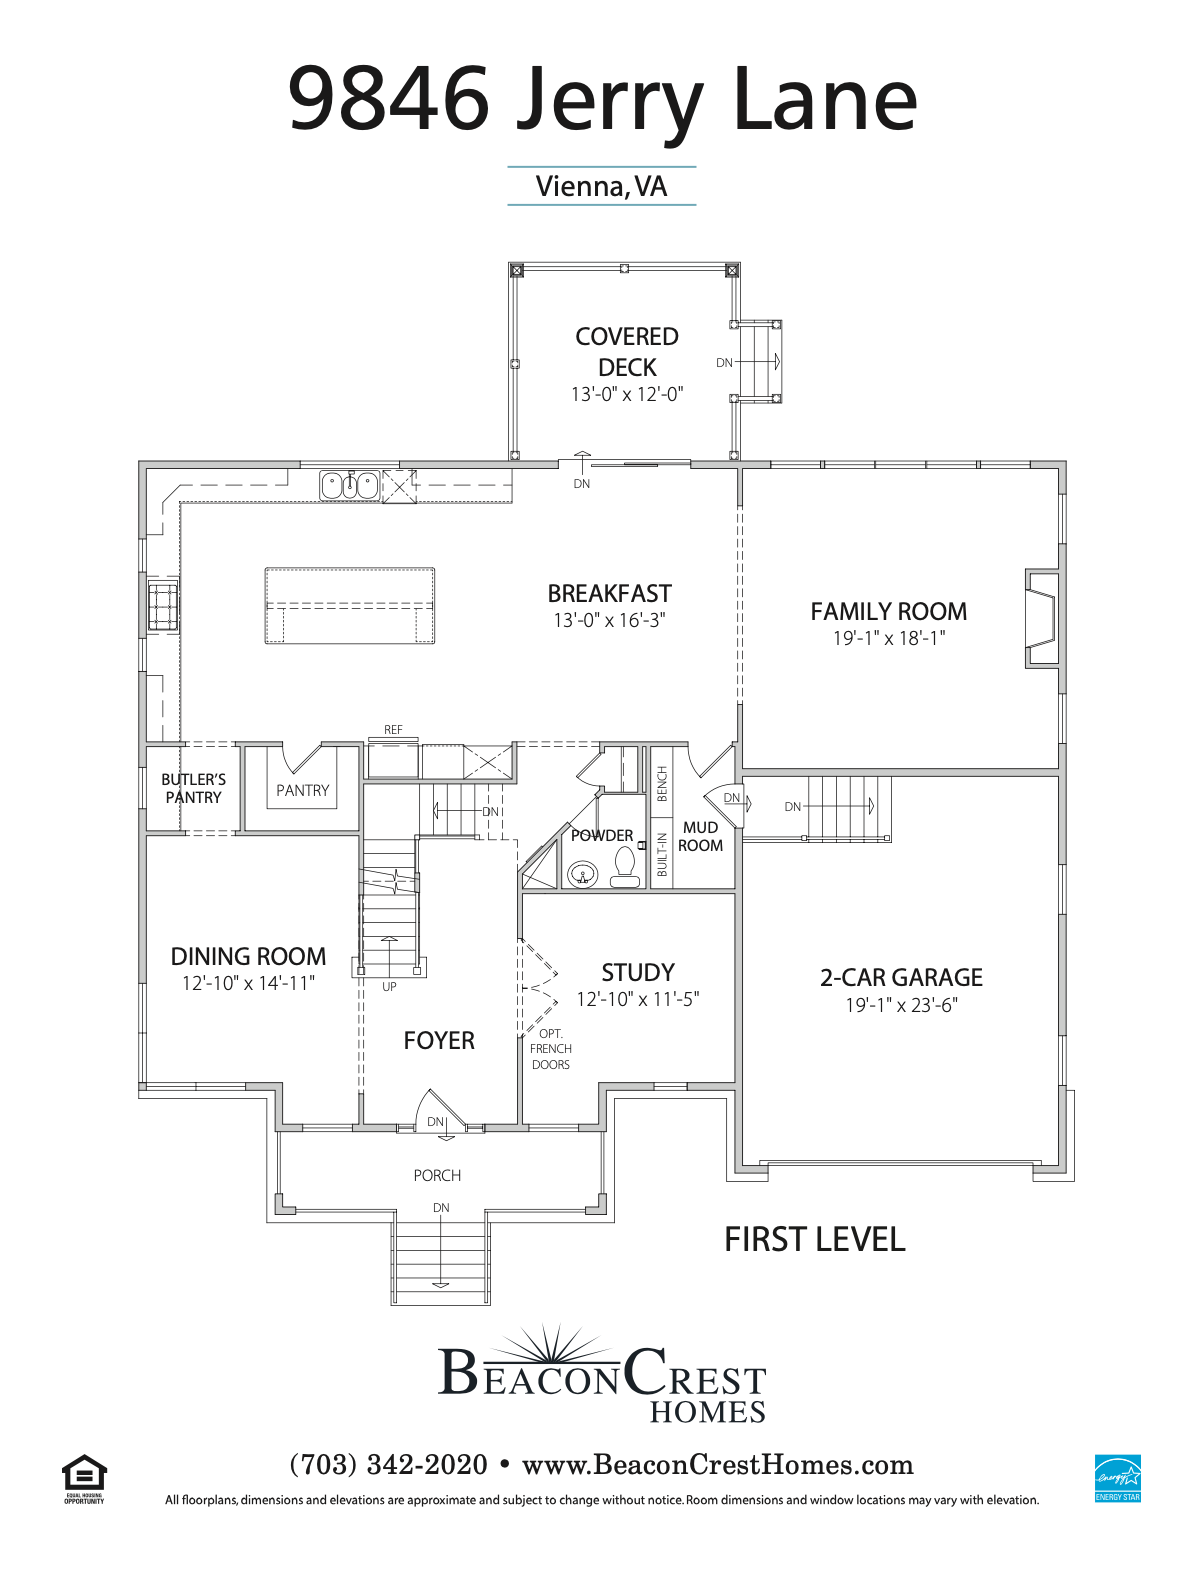 9846 Jerry Lane
Vienna, VA
COVERED
DECK
13'-0" x 12'-0"
DN
DN
BREAKFAST
13'-0" x 16'-3"
FAMILY ROOM
19'-1" x 18'-1"
REF
BUTLER'S
PANTRY
PANTRY
DN
POWDER
BENCH
BUILT-IN
MUD
ROOM
DN
DN
DINING ROOM
12'-10" x 14'-11"
UP
FOYER
STUDY
12'-10" x 11'-5"
OPT.
FRENCH
DOORS
2-CAR GARAGE
19'-1" x 23'-6"
DN
PORCH
DN
FIRST LEVEL
BEACONCREST
HOMES
(703) 342-2020 • www.BeaconCrestHomes.com
EQUAL HOUSING
OPPORTUNITY
All floorplans, dimensions and elevations are approximate and subject to change without notice. Room dimensions and window locations may vary with elevation.
energy
ENERGY STAR